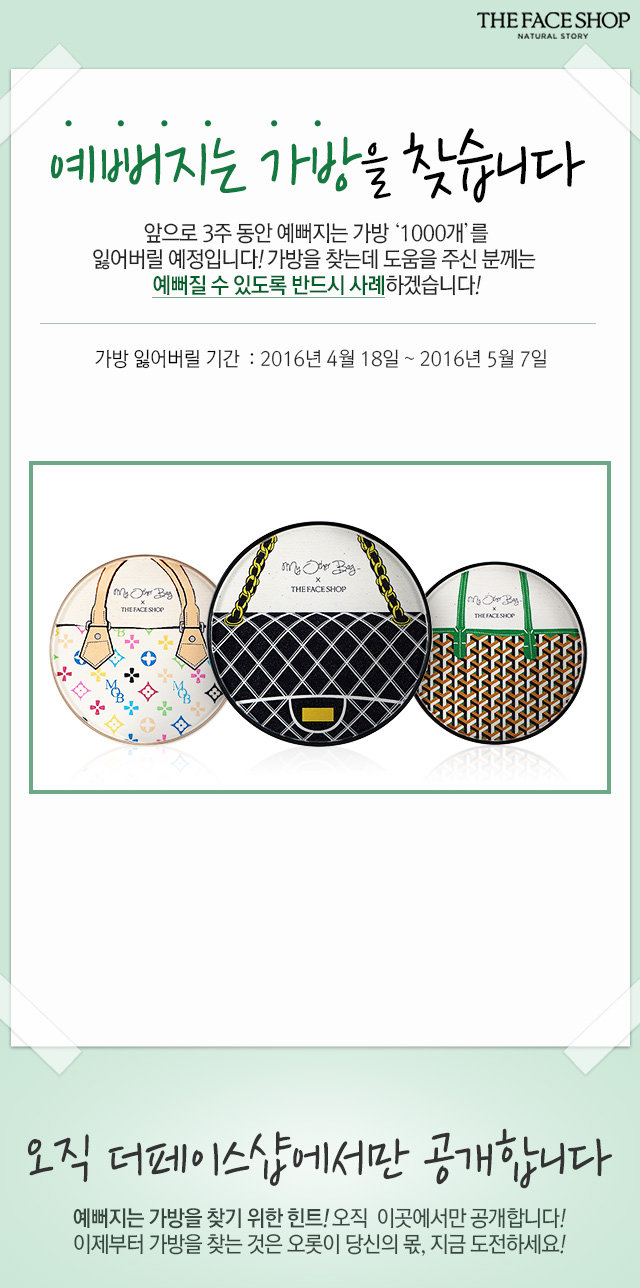 THE FACE SHOP
NATURAL STORY
예뻐지는 가방을 찾습니다
앞으로 3주 동안 예뻐지는 가방 ‘1000개’를
잃어버릴 예정입니다! 가방을 찾는데 도움을 주신 분께는
예뻐질 수 있도록 반드시 사례하겠습니다!
가방 잃어버릴 기간 : 2016년 4월 18일 ~ 2016년 5월 7일
My Other Bag
x
THE FACE SHOP
My Other Bag
x
THE FACE SHOP
My Other Bag
x
THE FACE SHOP
MOB
MOB
오직 더페이스샵에서만 공개합니다
예뻐지는 가방을 찾기 위한 힌트! 오직 이곳에서만 공개합니다!
이제부터 가방을 찾는 것은 오롯이 당신의 몫, 지금 도전하세요!